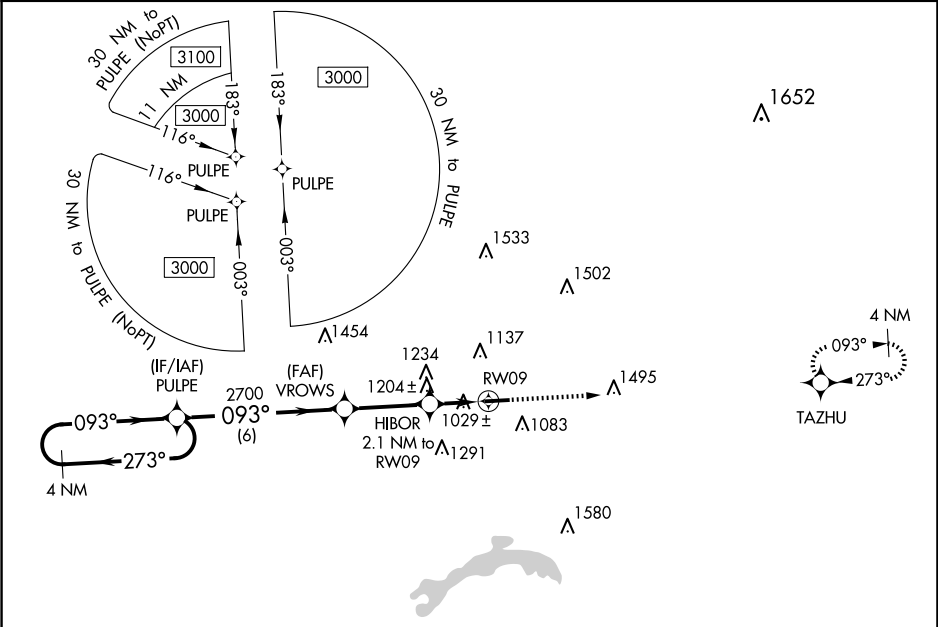 30 NM to
PULPE (NoPT)
3100
11 NM
3000
183°
116°
PULPE
183°
3000
30 NM to PULPE
PULPE
003°
116°
PULPE
30 NM to PULPE (NoPT)
3000
003°
1652
1533
1502
1454
1137
1234
1204±
1495
4 NM
093°
273°
TAZHU
(IF/IAF)
PULPE
2700
093°
(6)
(FAF)
VROWS
RW09
093°
273°
4 NM
HIBOR
2.1 NM to
RW09
1029±
1083
1291
1580